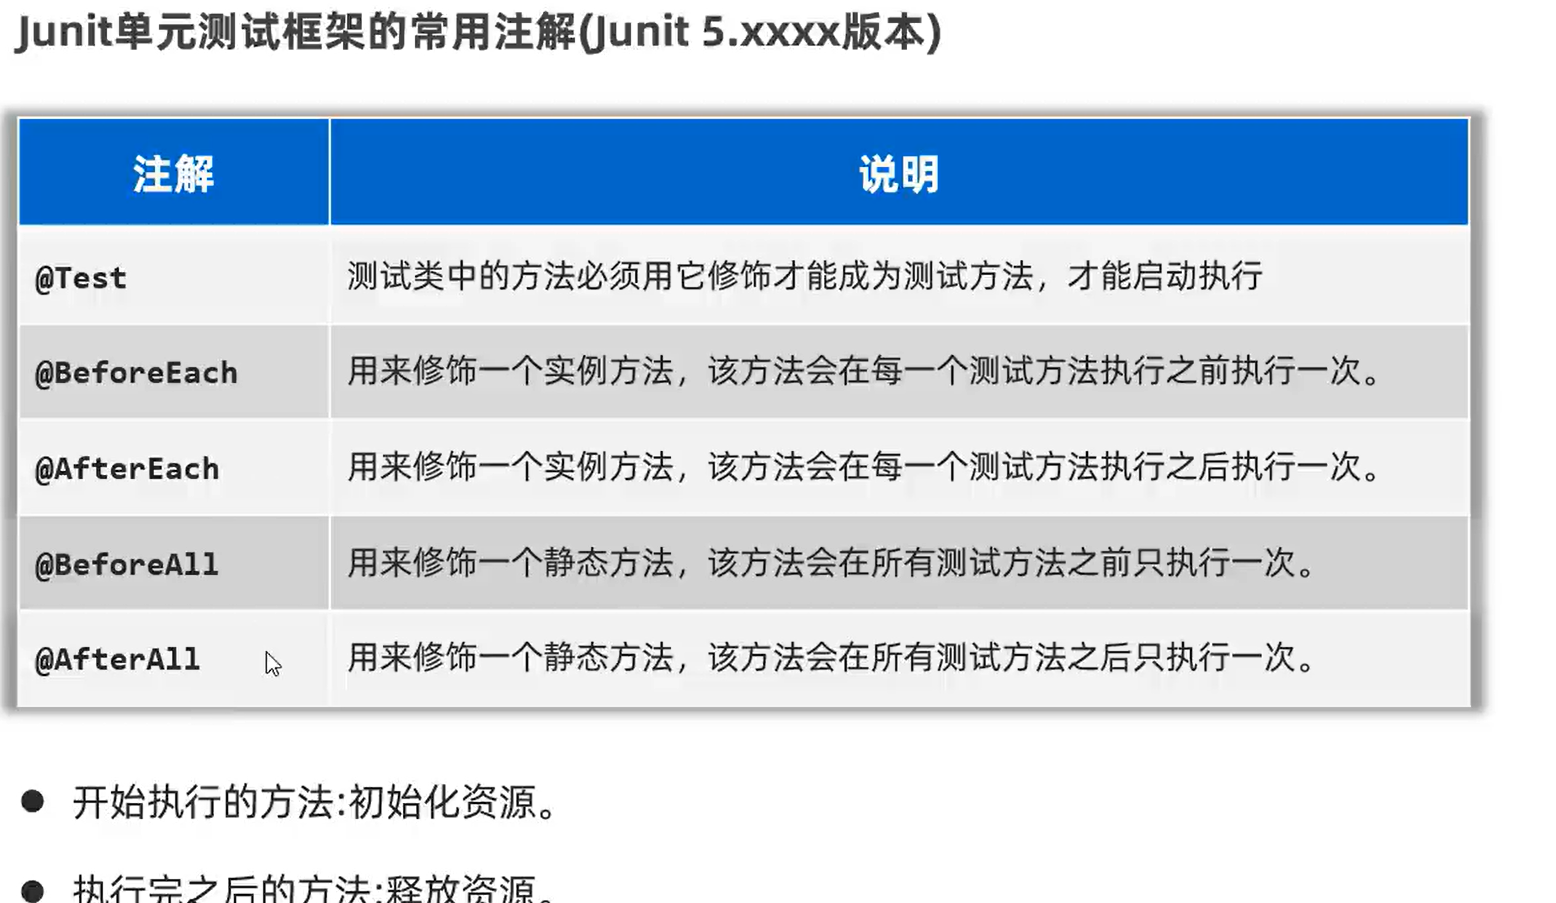 Junit单元测试框架的常用注解(Junit 5.xxxx版本)
注解 说明
@Test 测试类中的方法必须用它修饰才能成为测试方法，才能启动执行
@BeforeEach 用来修饰一个实例方法，该方法会在每一个测试方法执行之前执行一次。
@AfterEach 用来修饰一个实例方法，该方法会在每一个测试方法执行之后执行一次。
@BeforeAll 用来修饰一个静态方法，该方法会在所有测试方法之前只执行一次。
@AfterAll 用来修饰一个静态方法，该方法会在所有测试方法之后只执行一次。
● 开始执行的方法:初始化资源。
● 执行完之后的方法:释放资源。